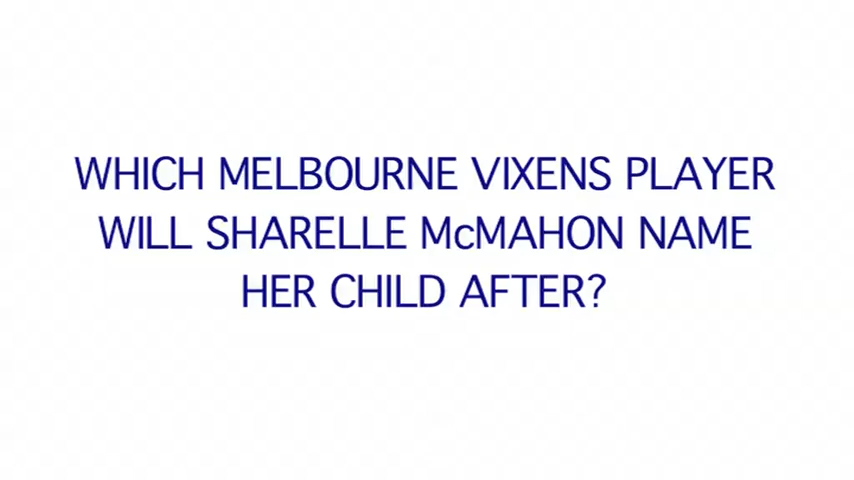 WHICH MELBOURNE VIXENS PLAYER
WILL SHARELLE McMAHON NAME
HER CHILD AFTER?